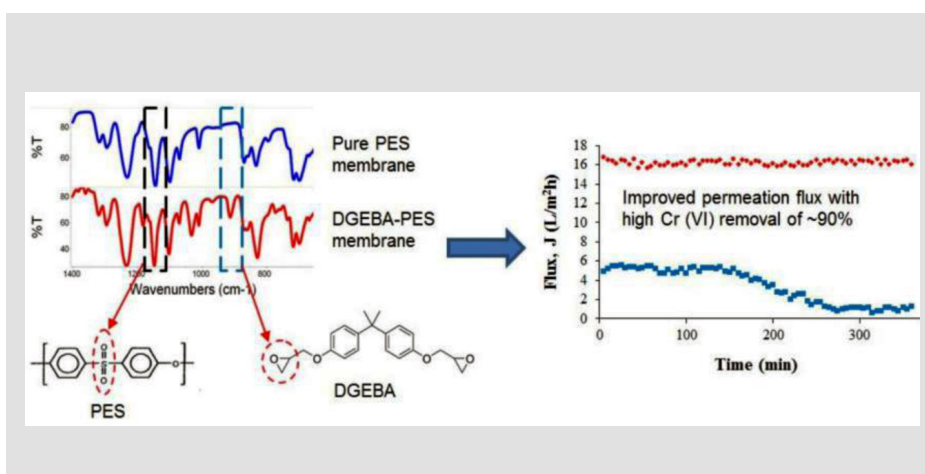 80
%T
60
Pure PES
membrane
80
%T
60
40
DGEBA-PES
membrane
1400 1200 1000 800
Wavenumbers (cm-1)
O
S
O
O
PES
O
O
O
O
DGEBA
18
16
14
12
10
8
6
4
2
0
Flux, J (L/m²h)
Improved permeation flux with
high Cr (VI) removal of ~90%
0 100 200 300
Time (min)